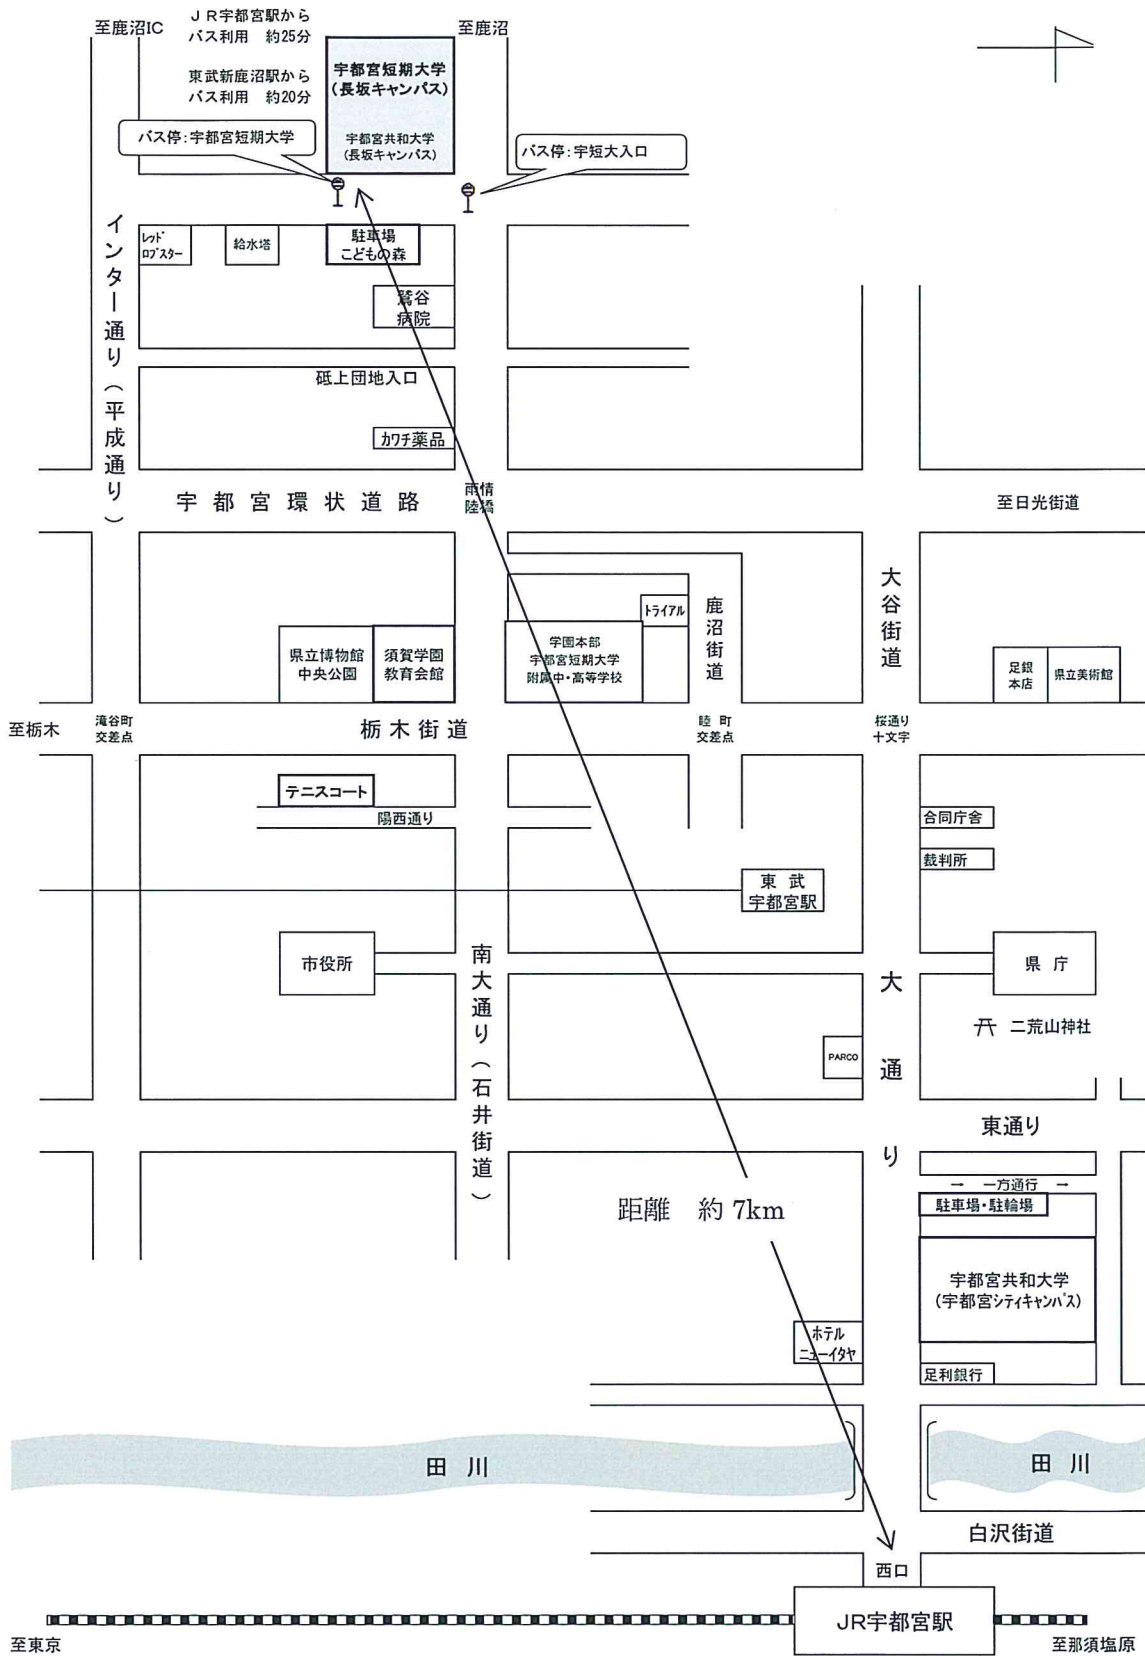 至鹿沼IC
JR宇都宮駅から
バス利用　約25分
至鹿沼
東武新鹿沼駅から
バス利用　約20分
宇都宮短期大学
(長坂キャンパス)
宇都宮共和大学
(長坂キャンパス)
バス停:宇都宮短期大学
バス停:宇短大入口
インター通り(平成通り)
レッド
ロブスター
給水塔
駐車場
こどもの森
鷲谷
病院
砥上団地入口
カワチ薬品
宇都宮環状道路
雨情
陸橋
至日光街道
大谷街道
鹿沼街道
トライアル
県立博物館
中央公園
須賀学園
教育会館
学園本部
宇都宮短期大学
附属中・高等学校
足銀
本店
県立美術館
至栃木
滝谷町
交差点
栃木街道
睦町
交差点
桜通り
十文字
テニスコート
陽西通り
合同庁舎
裁判所
東武
宇都宮駅
市役所
南大通り(石井街道)
大通り
県庁
二荒山神社
PARCO
東通り
→　一方通行　→
駐車場・駐輪場
距離　約7km
宇都宮共和大学
(宇都宮シティキャンパス)
ホテル
ニューイタヤ
足利銀行
田川
田川
白沢街道
西口
JR宇都宮駅
至東京
至那須塩原